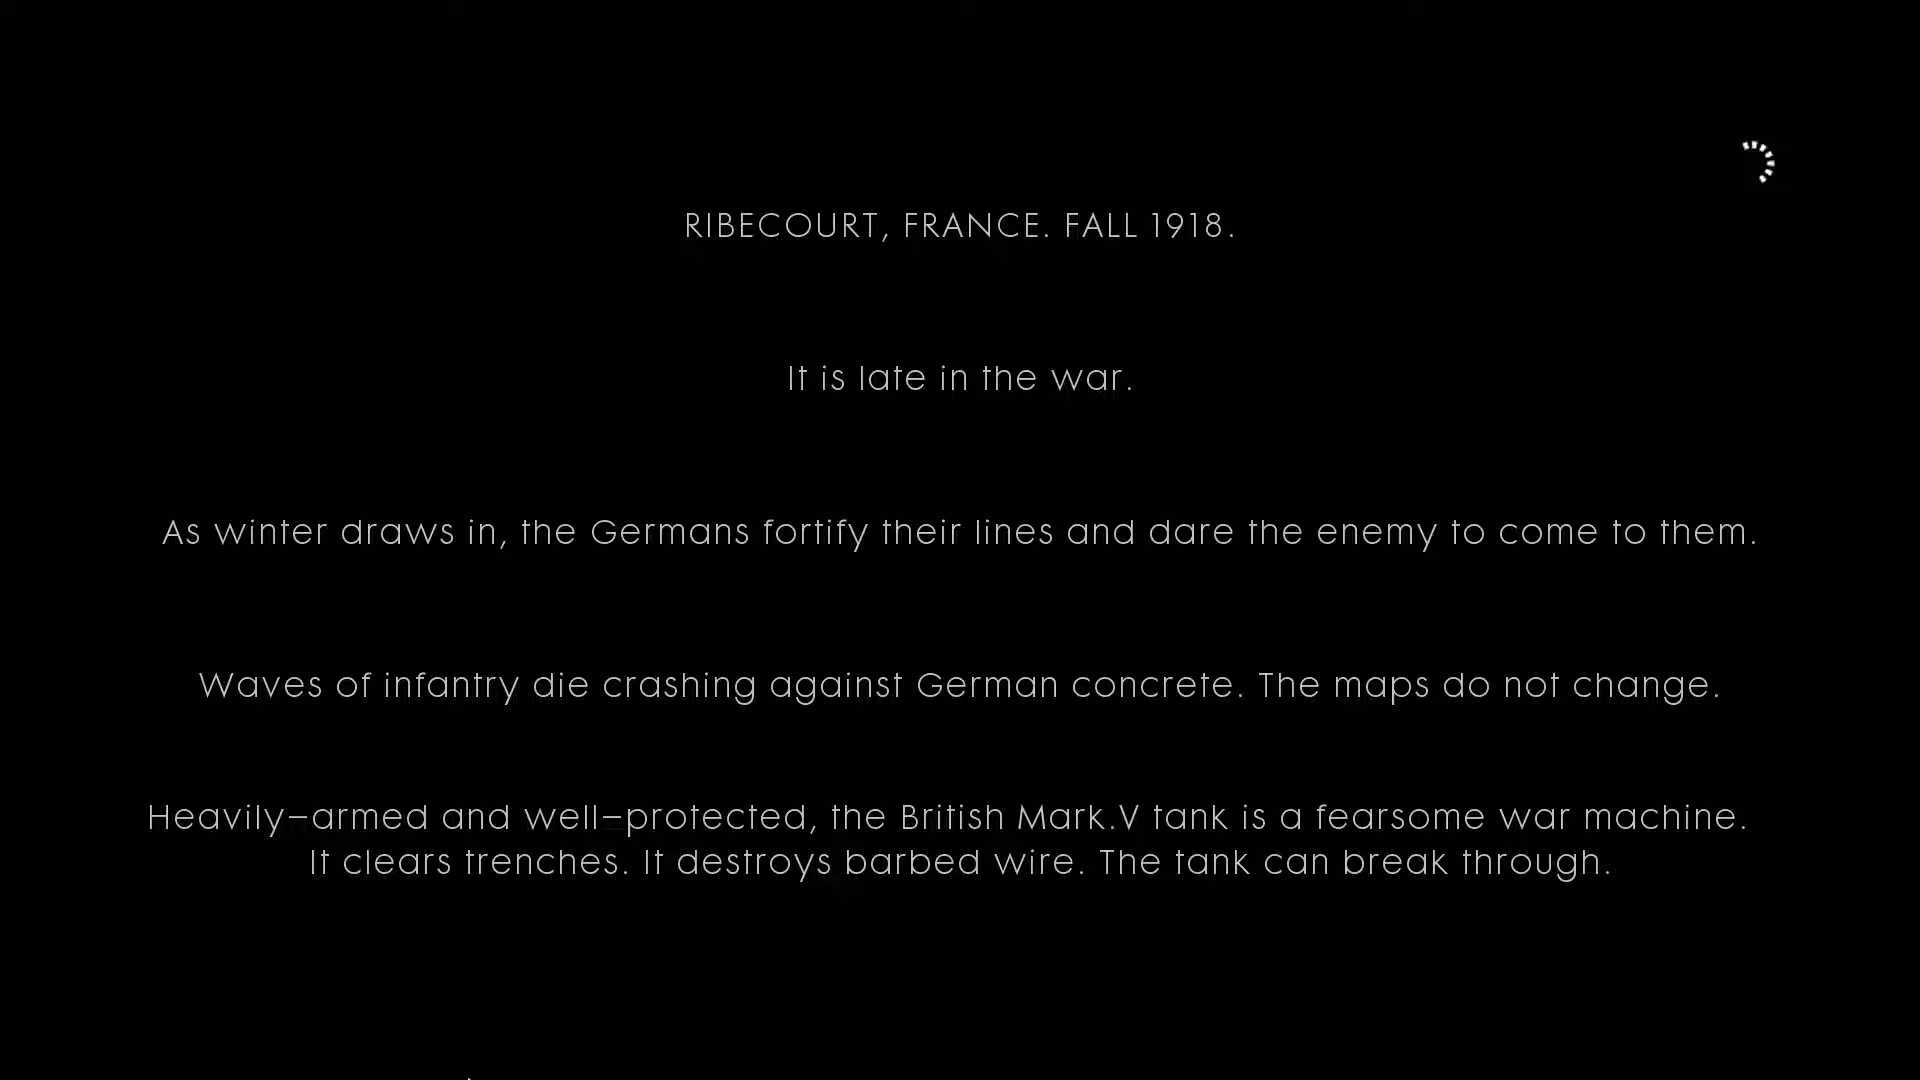 RIBECOURT, FRANCE. FALL 1918.
It is late in the war.
As winter draws in, the Germans fortify their lines and dare the enemy to come to them.
Waves of infantry die crashing against German concrete. The maps do not change.
Heavily-armed and well-protected, the British Mark.V tank is a fearsome war machine.
It clears trenches. It destroys barbed wire. The tank can break through.